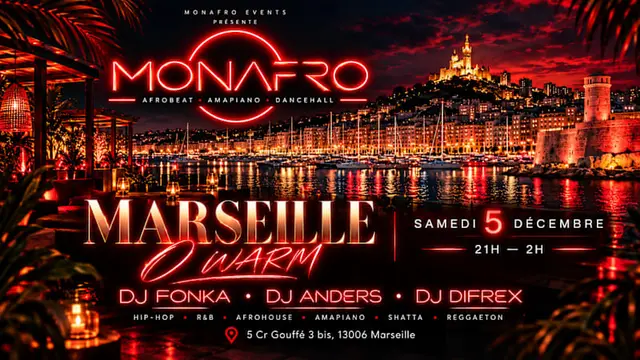 MONAFRO EVENTS
PRÉSENTE
MONAFRO
AFROBEAT • AMAPIANO • DANCEHALL
MARSEILLE
O WARM
SAMEDI 5 DÉCEMBRE
21H — 2H
DJ FONKA • DJ ANDERS • DJ DIFREX
HIP-HOP • R&B • AFROHOUSE • AMAPIANO • SHATTA • REGGAETON
5 Cr Gouffé 3 bis, 13006 Marseille